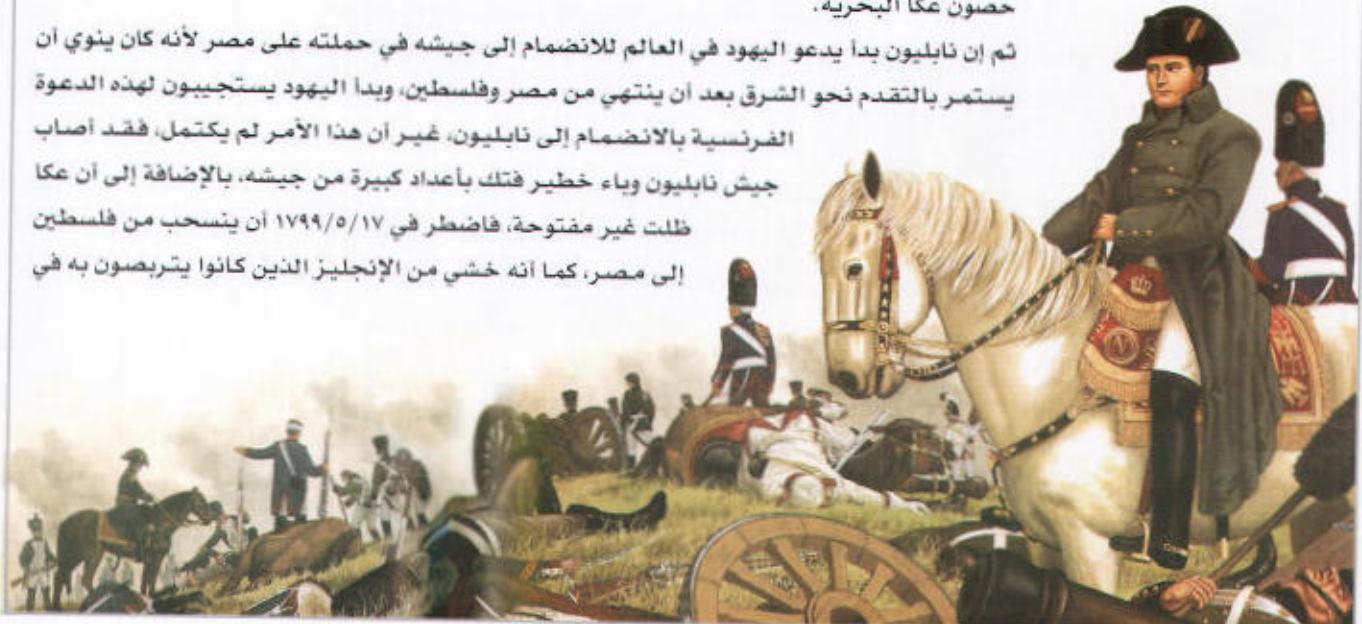 حصون عكا البحرية.
ثم إن نابليون بدأ يدعو اليهود في العالم للانضمام إلى جيشه في حملته على مصر لأنه كان ينوي أن
يستمر بالتقدم نحو الشرق بعد أن ينتهي من مصر وفلسطين، وبدأ اليهود يستجيبون لهذه الدعوة
الفرنسية بالانضمام إلى نابليون، غير أن هذا الأمر لم يكتمل، فقد أصاب
جيش نابليون وباء خطير فتك بأعداد كبيرة من جيشه، بالإضافة إلى أن عكا
ظلت غير مفتوحة، فاضطر في ١٧/٥/١٧٩٩ أن ينسحب من فلسطين
إلى مصر، كما أنه خشي من الإنجليز الذين كانوا يتربصون به في
N